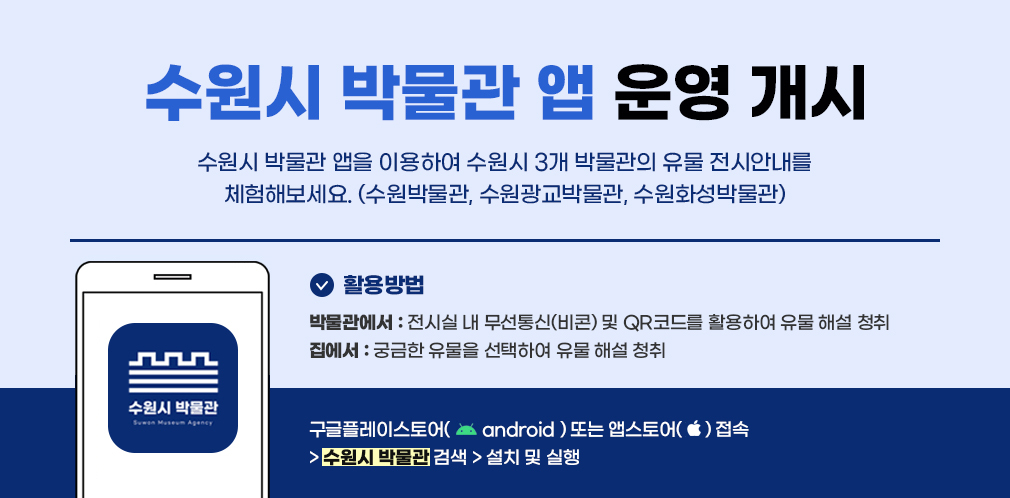 수원시 박물관 앱 운영 개시
수원시 박물관 앱을 이용하여 수원시 3개 박물관의 유물 전시안내를
체험해보세요. (수원박물관, 수원광교박물관, 수원화성박물관)
활용방법
박물관에서 : 전시실 내 무선통신(비콘) 및 QR코드를 활용하여 유물 해설 청취
집에서 : 궁금한 유물을 선택하여 유물 해설 청취
수원시 박물관
Suwon Museum Agency
구글플레이스토어( android ) 또는 앱스토어( ) 접속
> 수원시 박물관 검색 > 설치 및 실행